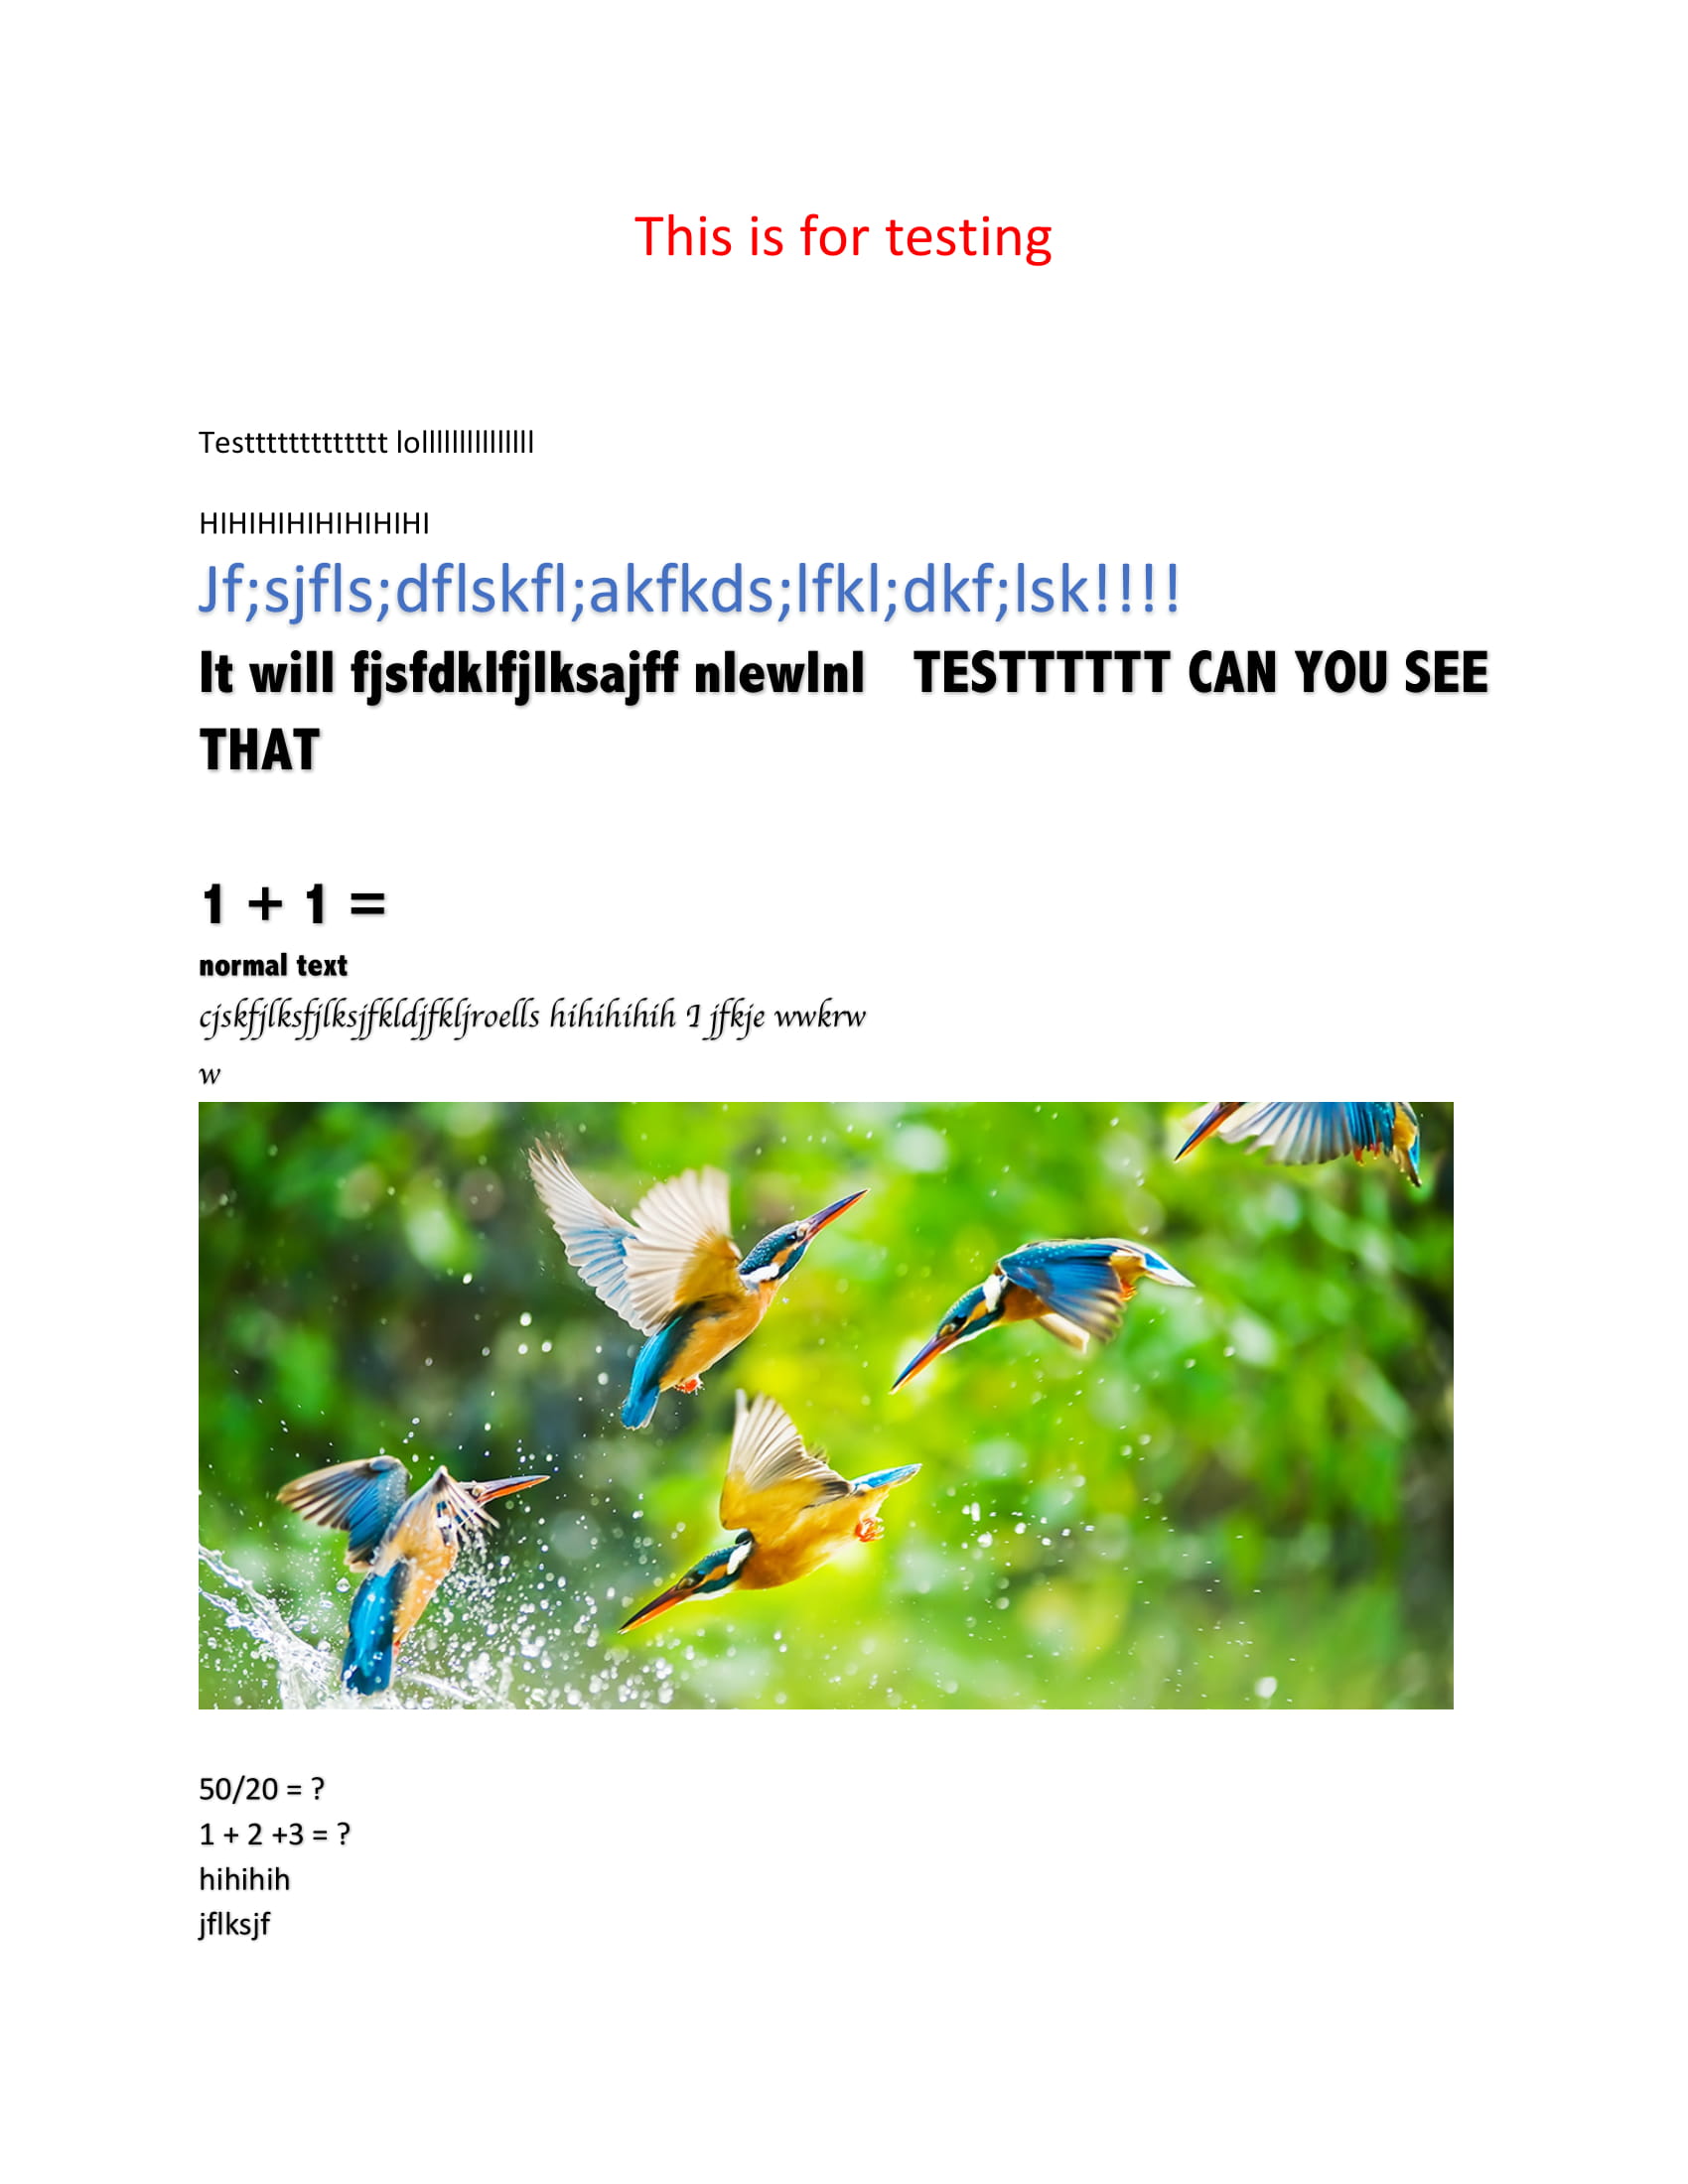 This is for testing
Testttttttttttttt lolllllllllllllll
HIHIHIHIHIHIHIHI
Jf;sjfls;dflskfl;akfkds;lfkl;dkf;lsk!!!!
It will fjsfdklfjlksajff nlewlnl TESTTTTTT CAN YOU SEE
THAT
1 + 1 =
normal text
cjskfjlksfjlksjfkldjfkljroells hihihihih I jfkje wwkrw
w
50/20 = ?
1 + 2 +3 = ?
hihihih
jflksjf